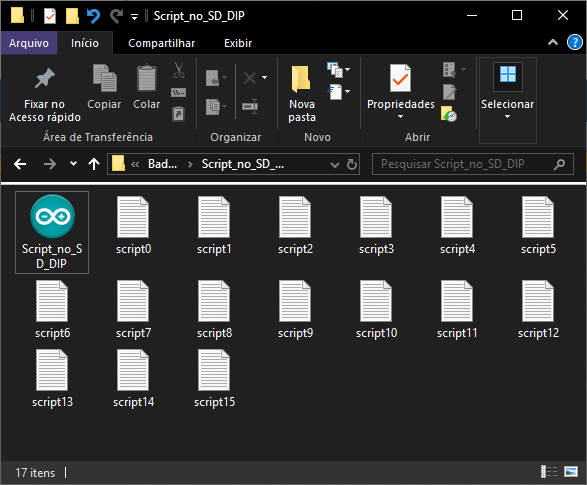 Script_no_SD_DIP
Arquivo Início Compartilhar Exibir
Fixar no
Acesso rápido
Copiar Colar
Nova
pasta
Propriedades
Selecionar
Área de Transferência Organizar Novo Abrir
« Bad... > Script_no_SD_...
Pesquisar Script_no_SD_DIP
Script_no_S
D_DIP
script0 script1 script2 script3 script4 script5
script6 script7 script8 script9 script10 script11 script12
script13 script14 script15
17 itens